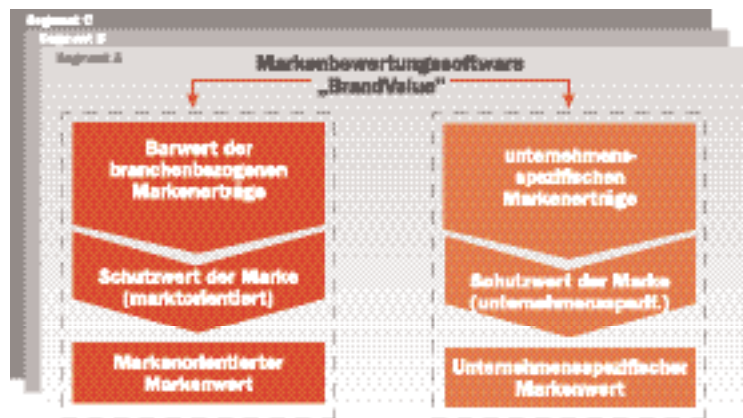 Segment C
Segment B
Segment A
Markenbewertungssoftware
„BrandValue“
Barwert der
branchenbezogenen
Markenerträge
Schutzwert der Marke
(marktorientiert)
Markenorientierter
Markenwert
unternehmens-
spezifischen
Markenerträge
Schutzwert der Marke
(unternehmensspezif.)
Unternehmensspezifischer
Markenwert